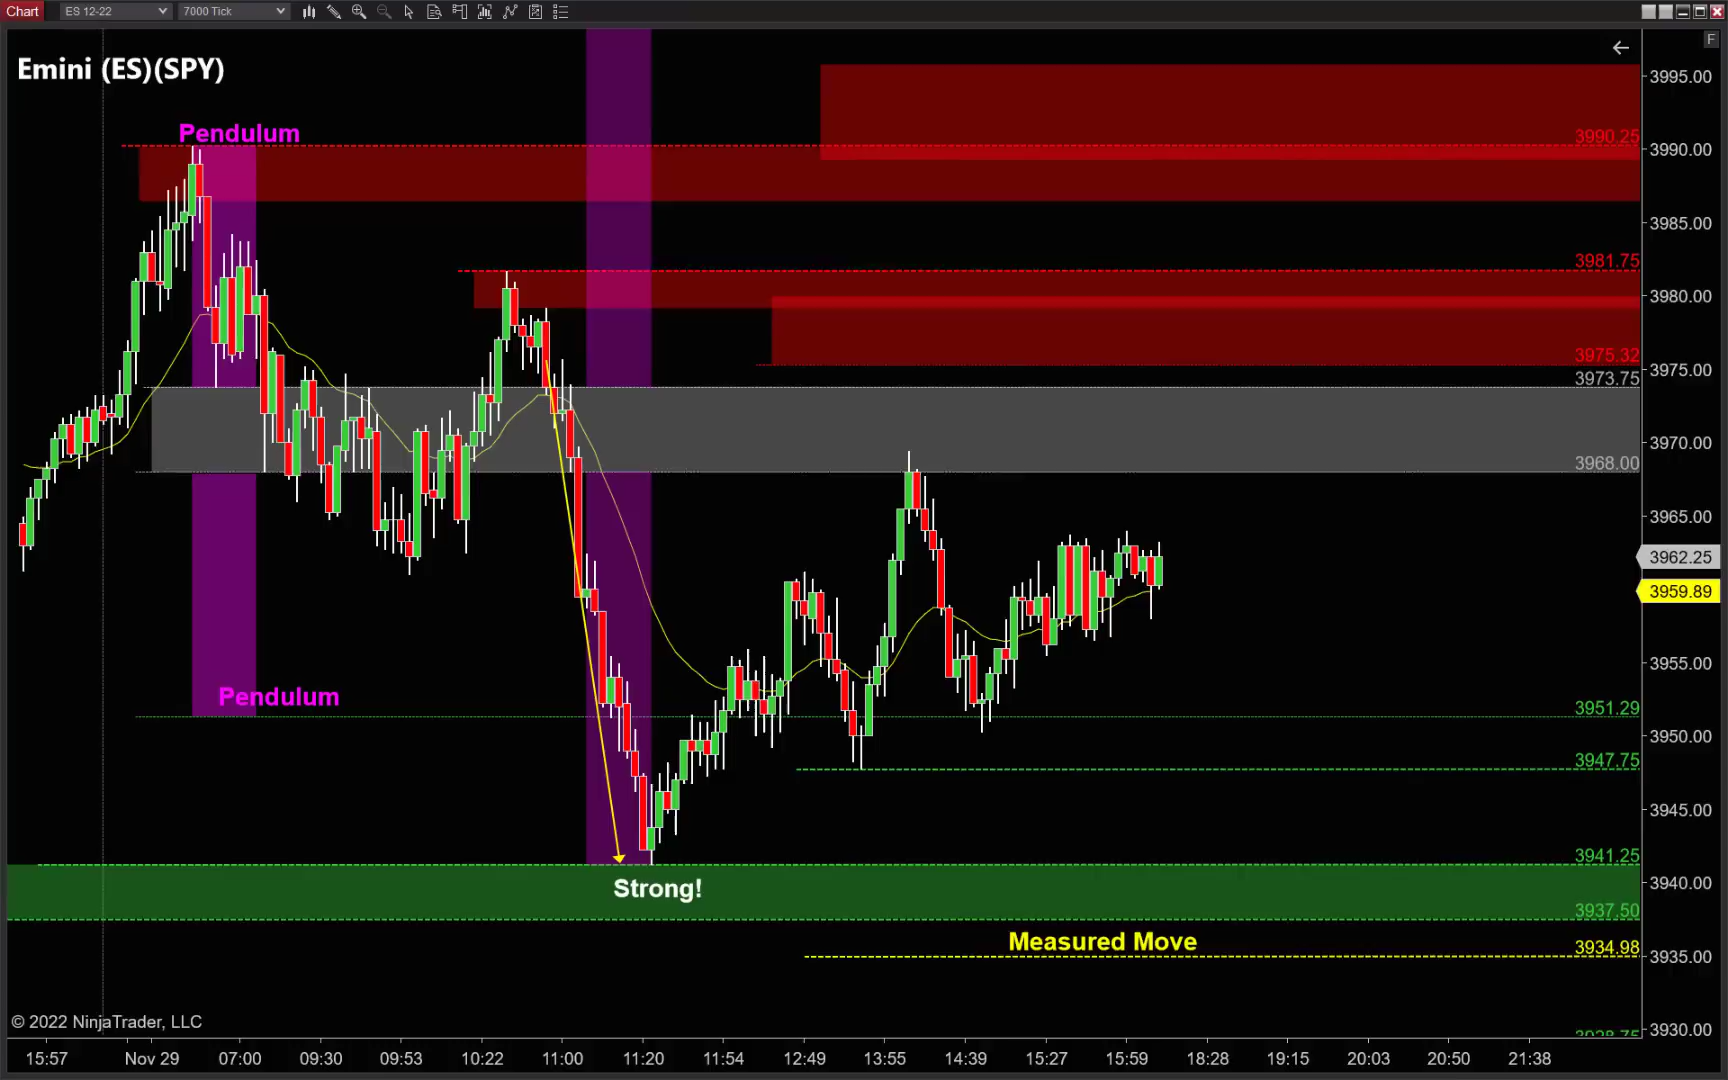 Chart ES 12-22 7000 Tick
F
Emini (ES)(SPY)
3995.00
Pendulum
3990.25
3990.00
3985.00
3981.75
3980.00
3975.32
3975.00
3973.75
3970.00
3968.00
3965.00
3962.25
3959.89
3955.00
Pendulum
3951.29
3950.00
3947.75
3945.00
3941.25
Strong!
3940.00
3937.50
Measured Move
3934.98
3935.00
© 2022 NinjaTrader, LLC
3928.75
3930.00
15:57 Nov 29 07:00 09:30 09:53 10:22 11:00 11:20 11:54 12:49 13:55 14:39 15:27 15:59 18:28 19:15 20:03 20:50 21:38